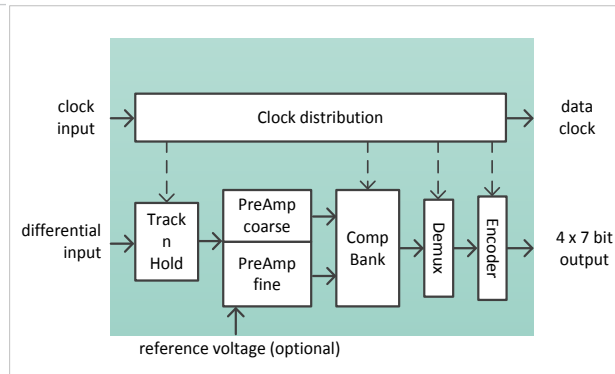 clock
input
Clock distribution
data
clock
differential
input
Track
n
Hold
PreAmp
coarse
PreAmp
fine
Comp
Bank
Demux
Encoder
4 x 7 bit
output
reference voltage (optional)